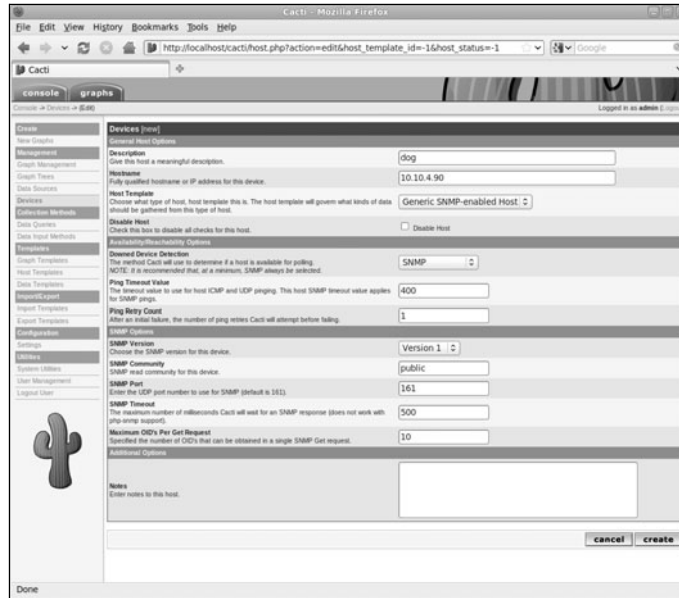 Cacti - Mozilla Firefox
File Edit View History Bookmarks Tools Help
http://localhost/cacti/host.php?action=edit&host_template_id=-1&host_status=-1
Google
Cacti
console graphs
Console -> Devices -> (Edit)
Logged in as admin
Create
New Graphs
Management
Graph Management
Graph Trees
Data Sources
Devices
Collection Methods
Data Queries
Data Input Methods
Templates
Graph Templates
Host Templates
Data Templates
Import/Export
Import Templates
Export Templates
Configuration
Settings
Utilities
System Utilities
User Management
Logout User
Devices [new]
General Host Options
Description
Give this host a meaningful description.
dog
Hostname
Fully qualified hostname or IP address for this device.
10.10.4.90
Host Template
Choose what type of host, host template this is. The host template will govern what kinds of data
should be gathered from this type of host.
Generic SNMP-enabled Host
Disable Host
Check this box to disable all checks for this host.
Disable Host
Availability/Reachability Options
Downed Device Detection
The method Cacti will use to determine if a host is available for polling.
NOTE: It is recommended that, at a minimum, SNMP always be selected.
SNMP
Ping Timeout Value
The timeout value to use for host ICMP and UDP pinging. This host SNMP timeout value applies
for SNMP pings.
400
Ping Retry Count
After an initial failure, the number of ping retries Cacti will attempt before failing.
1
SNMP Options
SNMP Version
Choose the SNMP version for this device.
Version 1
SNMP Community
SNMP read community for this device.
public
SNMP Port
Enter the UDP port number to use for SNMP (default is 161).
161
SNMP Timeout
The maximum number of milliseconds Cacti will wait for an SNMP response (does not work with
php-snmp support).
500
Maximum OID's Per Get Request
Specified the number of OID's that can be obtained in a single SNMP Get request.
10
Additional Options
Notes
Enter notes to this host.
cancel create
Done